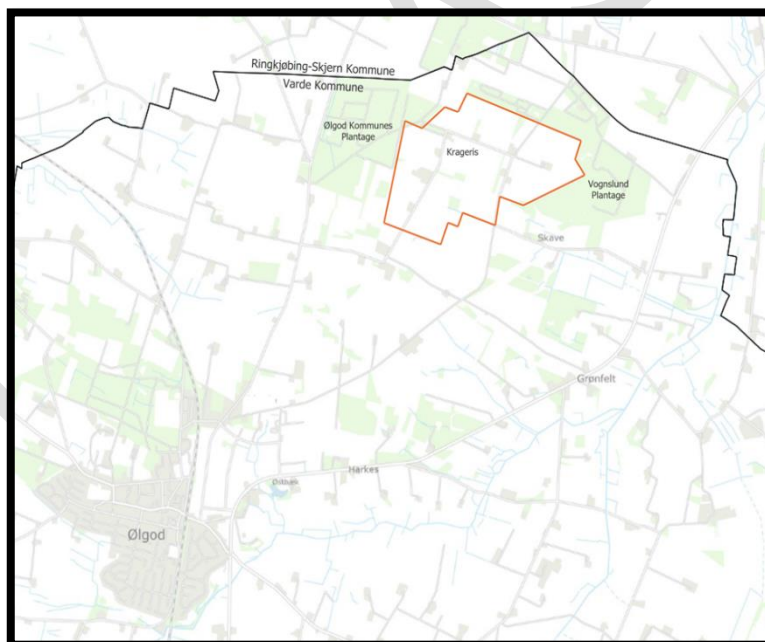 Ringkjøbing-Skjern Kommune
Varde Kommune
Ølgod Kommunes
Plantage
Krageris
Vognslund
Plantage
Skave
Grønfelt
Harkes
Ølgod